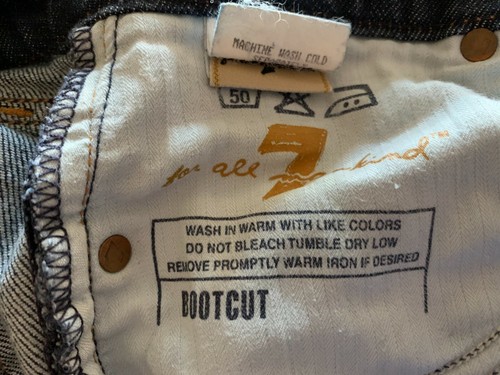 MACHINE WASH COLD
50
7
for all mankind
WASH IN WARM WITH LIKE COLORS
DO NOT BLEACH TUMBLE DRY LOW
REMOVE PROMPTLY WARM IRON IF DESIRED
BOOTCUT